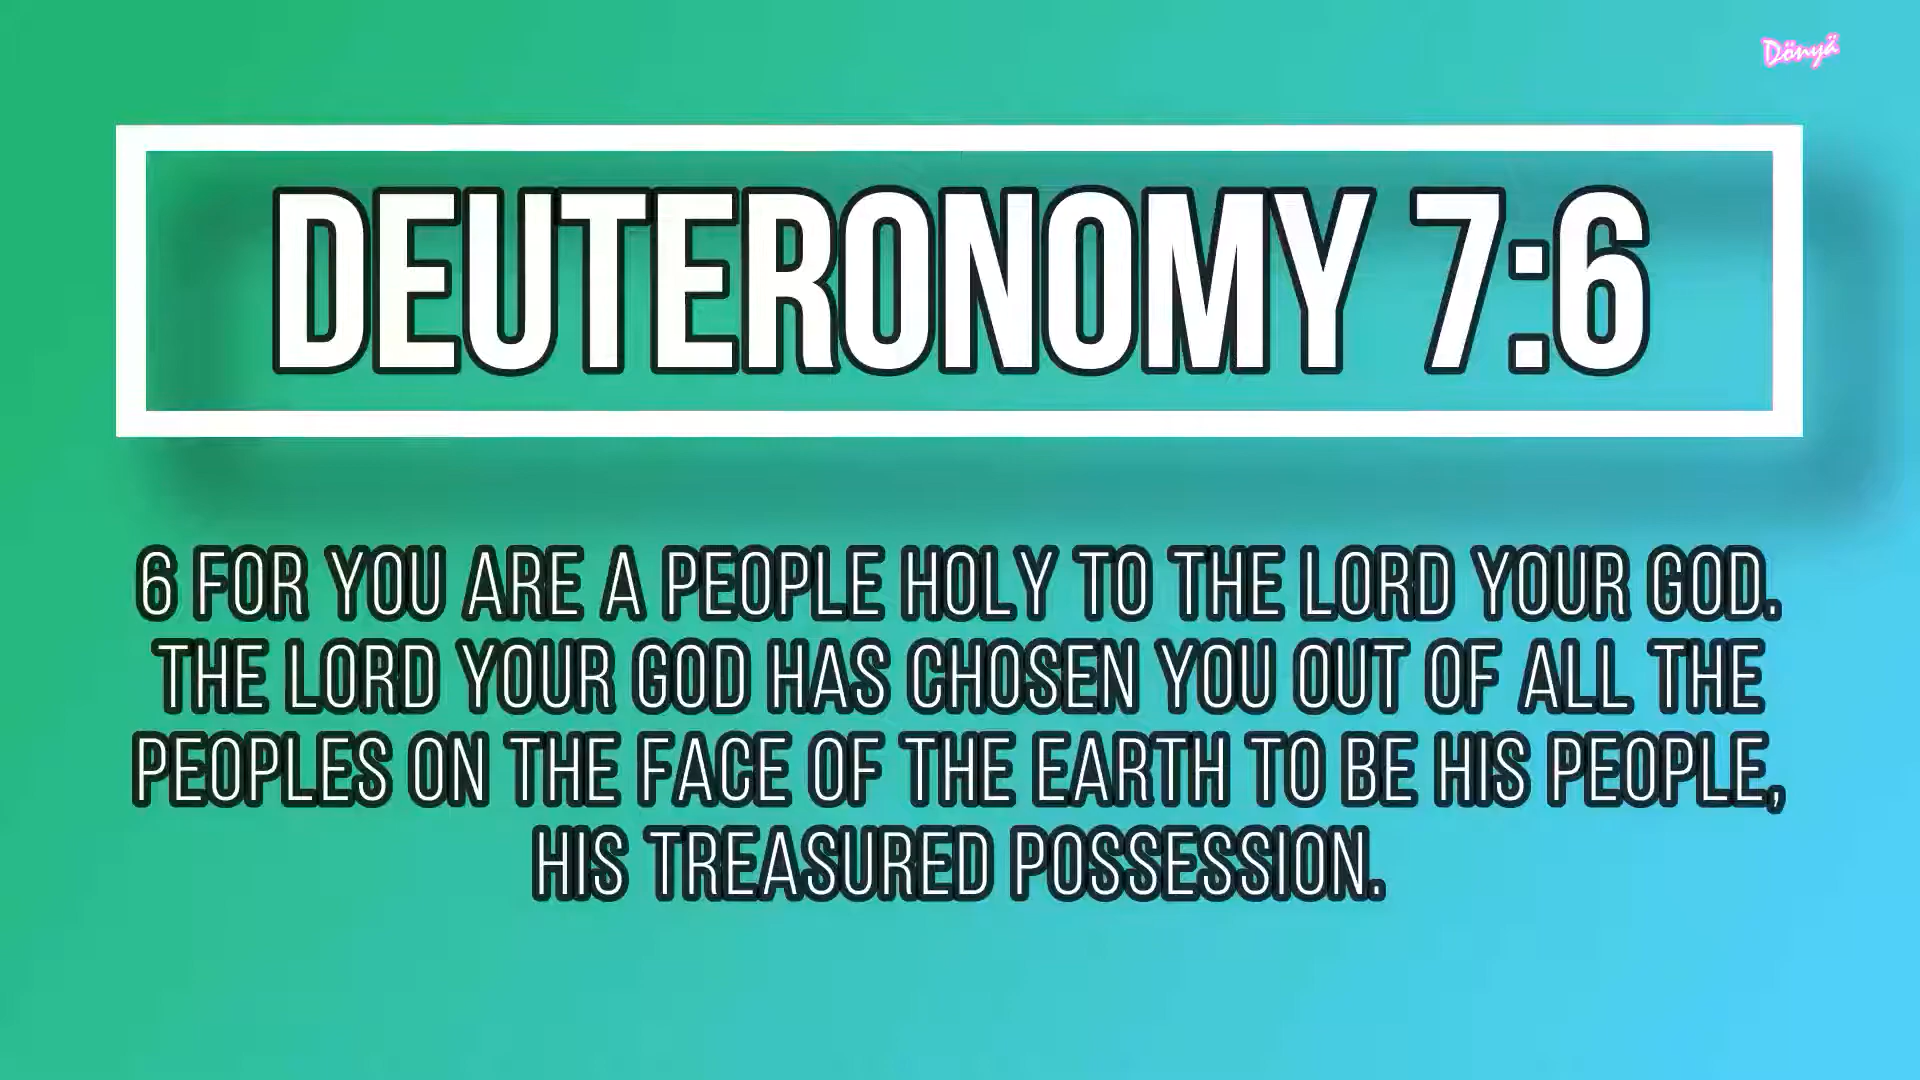 Dönyä
DEUTERONOMY 7:6
6 FOR YOU ARE A PEOPLE HOLY TO THE LORD YOUR GOD.
THE LORD YOUR GOD HAS CHOSEN YOU OUT OF ALL THE
PEOPLES ON THE FACE OF THE EARTH TO BE HIS PEOPLE,
HIS TREASURED POSSESSION.